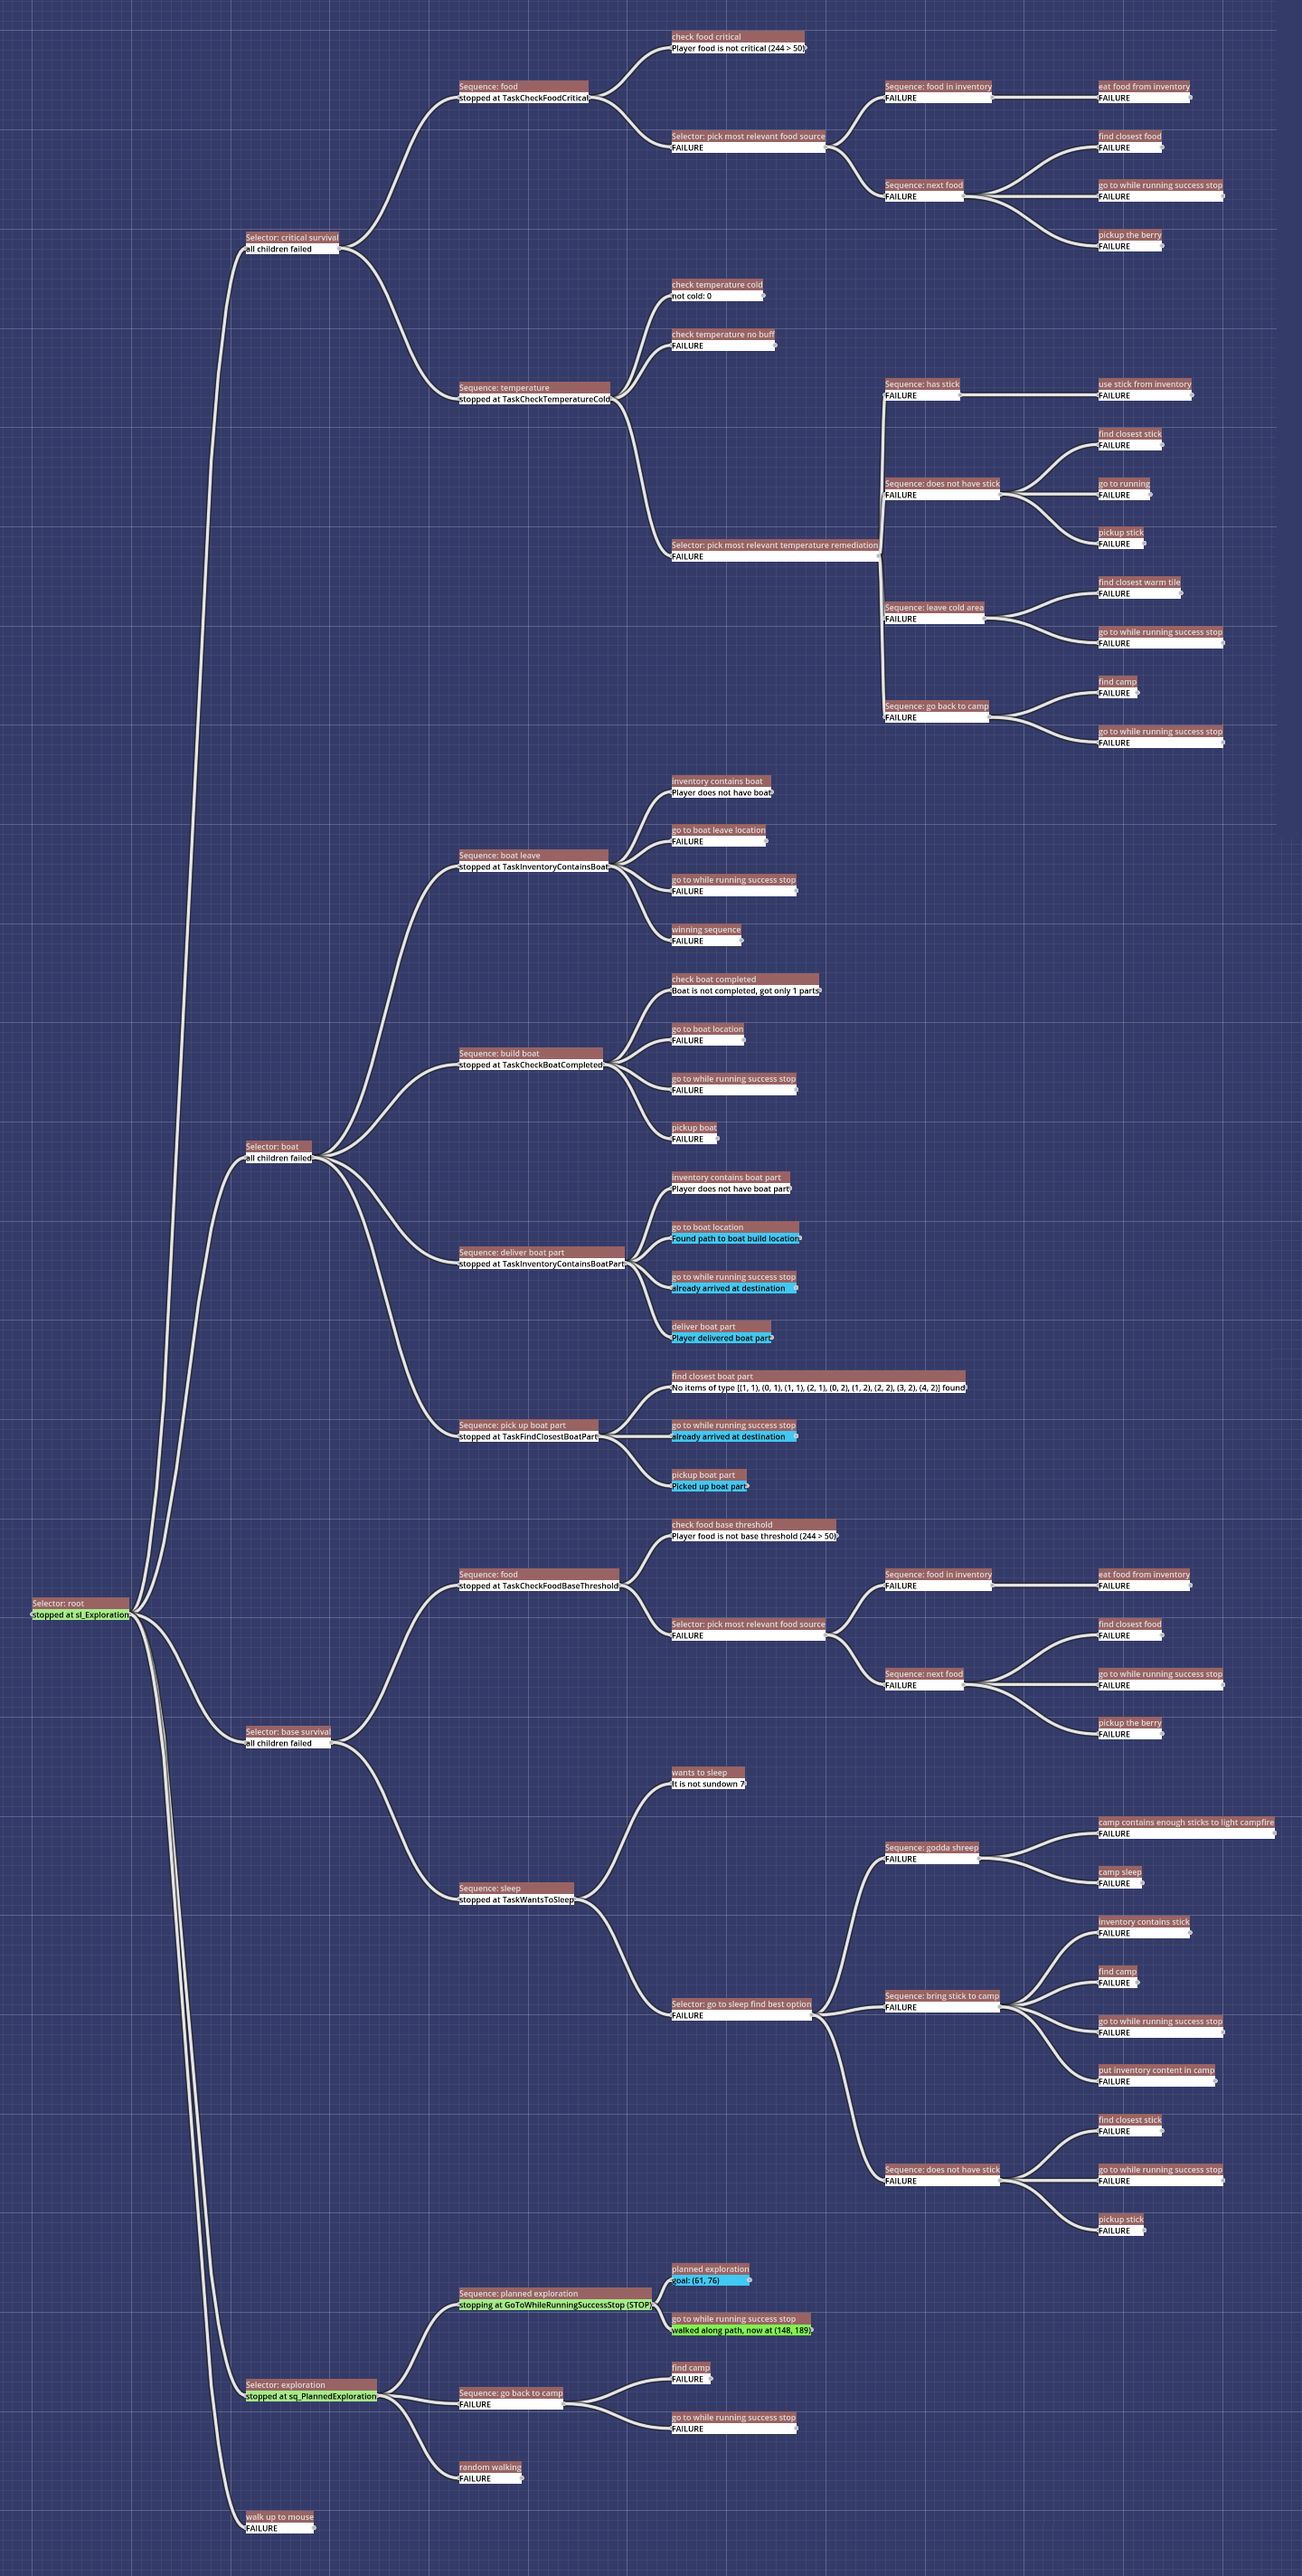 check food critical
Player food is not critical (244 > 50)
Sequence: food
stopped at TaskCheckFoodCritical
Sequence: food in inventory
FAILURE
eat food from inventory
FAILURE
Selector: pick most relevant food source
FAILURE
find closest food
FAILURE
Sequence: next food
FAILURE
go to while running success stop
FAILURE
pickup the berry
FAILURE
Selector: critical survival
all children failed
check temperature cold
not cold: 0
check temperature no buff
FAILURE
Sequence: temperature
stopped at TaskCheckTemperatureCold
Sequence: has stick
FAILURE
use stick from inventory
FAILURE
find closest stick
FAILURE
Sequence: does not have stick
FAILURE
go to running
FAILURE
pickup stick
FAILURE
Selector: pick most relevant temperature remediation
FAILURE
find closest warm tile
FAILURE
Sequence: leave cold area
FAILURE
go to while running success stop
FAILURE
find camp
FAILURE
Sequence: go back to camp
FAILURE
go to while running success stop
FAILURE
inventory contains boat
Player does not have boat
go to boat leave location
FAILURE
Sequence: boat leave
stopped at TaskInventoryContainsBoat
go to while running success stop
FAILURE
winning sequence
FAILURE
check boat completed
Boat is not completed, got only 1 parts
go to boat location
FAILURE
Sequence: build boat
stopped at TaskCheckBoatCompleted
go to while running success stop
FAILURE
pickup boat
FAILURE
Selector: boat
all children failed
inventory contains boat part
Player does not have boat part
go to boat location
Found path to boat build location
Sequence: deliver boat part
stopped at TaskInventoryContainsBoatPart
go to while running success stop
already arrived at destination
deliver boat part
Player delivered boat part
find closest boat part
No items of type [(1, 1), (0, 1), (1, 1), (2, 1), (0, 2), (1, 2), (2, 2), (3, 2), (4, 2)] found
Sequence: pick up boat part
stopped at TaskFindClosestBoatPart
go to while running success stop
already arrived at destination
pickup boat part
Picked up boat part
check food base threshold
Player food is not base threshold (244 > 50)
Sequence: food
stopped at TaskCheckFoodBaseThreshold
Sequence: food in inventory
FAILURE
eat food from inventory
FAILURE
Selector: root
stopped at sl_Exploration
Selector: pick most relevant food source
FAILURE
find closest food
FAILURE
Sequence: next food
FAILURE
go to while running success stop
FAILURE
pickup the berry
FAILURE
Selector: base survival
all children failed
wants to sleep
It is not sundown 7
camp contains enough sticks to light campfire
FAILURE
Sequence: godda shreep
FAILURE
camp sleep
FAILURE
Sequence: sleep
stopped at TaskWantsToSleep
inventory contains stick
FAILURE
find camp
FAILURE
Selector: go to sleep find best option
FAILURE
Sequence: bring stick to camp
FAILURE
go to while running success stop
FAILURE
put inventory content in camp
FAILURE
find closest stick
FAILURE
Sequence: does not have stick
FAILURE
go to while running success stop
FAILURE
pickup stick
FAILURE
planned exploration
goal: (61, 76)
Sequence: planned exploration
stopping at GoToWhileRunningSuccessStop (STOP)
go to while running success stop
walked along path, now at (148, 189)
find camp
FAILURE
Selector: exploration
stopped at sq_PlannedExploration
Sequence: go back to camp
FAILURE
go to while running success stop
FAILURE
random walking
FAILURE
walk up to mouse
FAILURE